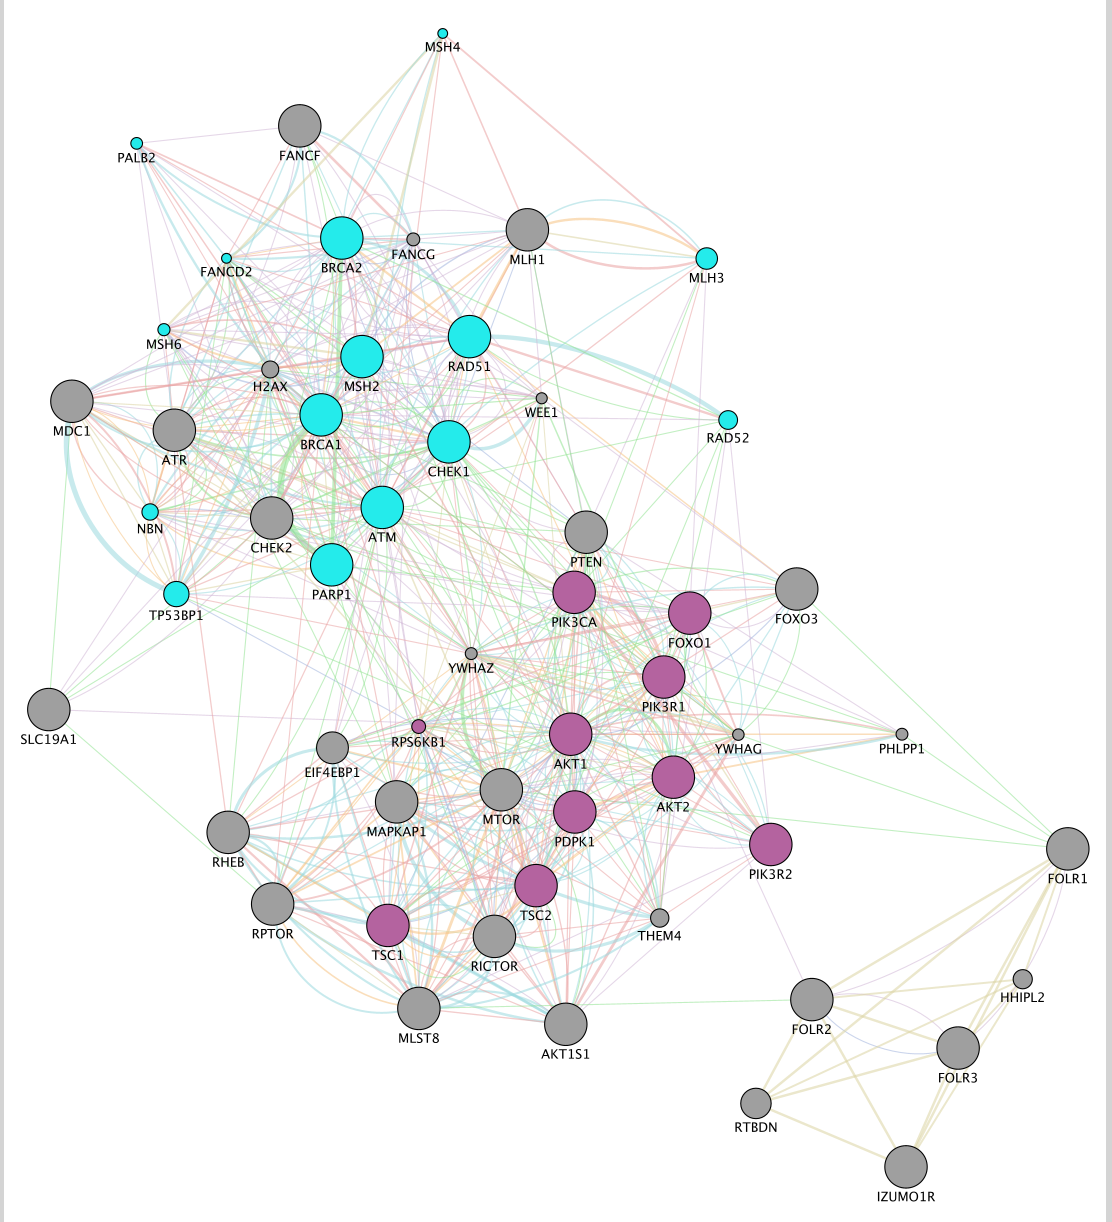 MSH4
FANCF
PALB2
BRCA2
FANCG
MLH1
FANCD2
MLH3
MSH6
RAD51
H2AX
MSH2
MDC1
WEE1
BRCA1
RAD52
ATR
CHEK1
NBN
ATM
CHEK2
PTEN
PARP1
TP53BP1
PIK3CA
FOXO3
FOXO1
YWHAZ
PIK3R1
SLC19A1
RPS6KB1
YWHAG
PHLPP1
EIF4EBP1
AKT1
AKT2
MTOR
MAPKAP1
PDPK1
RHEB
PIK3R2
FOLR1
TSC2
RPTOR
THEM4
TSC1
RICTOR
HHIPL2
FOLR2
MLST8
AKT1S1
FOLR3
RTBDN
IZUMO1R